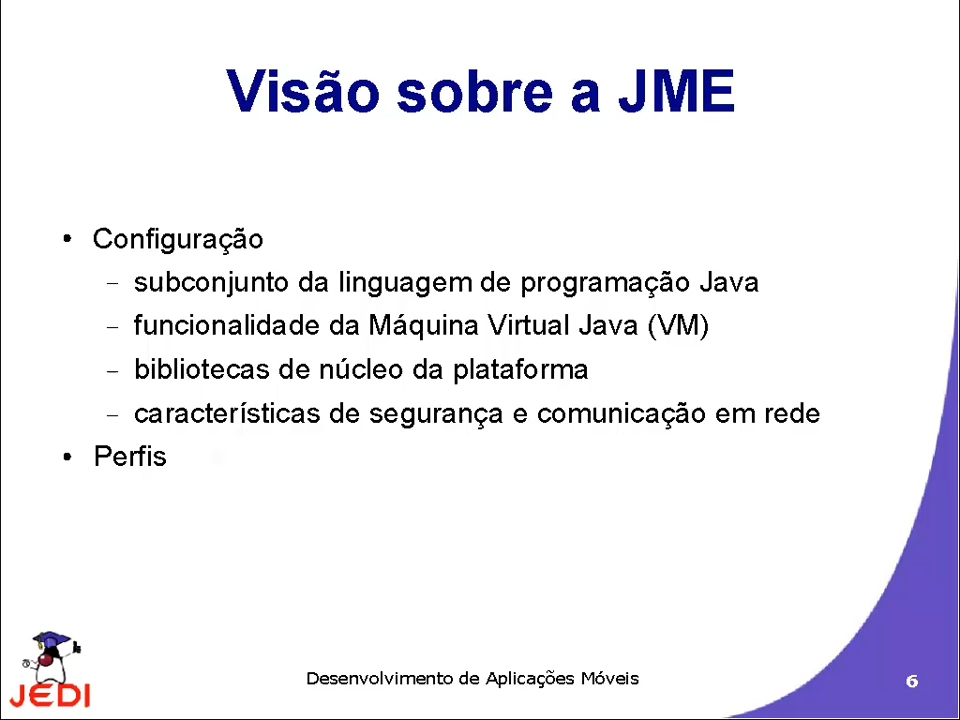 Visão sobre a JME
• Configuração
– subconjunto da linguagem de programação Java
– funcionalidade da Máquina Virtual Java (VM)
– bibliotecas de núcleo da plataforma
– características de segurança e comunicação em rede
• Perfis
JEDI
Desenvolvimento de Aplicações Móveis
6